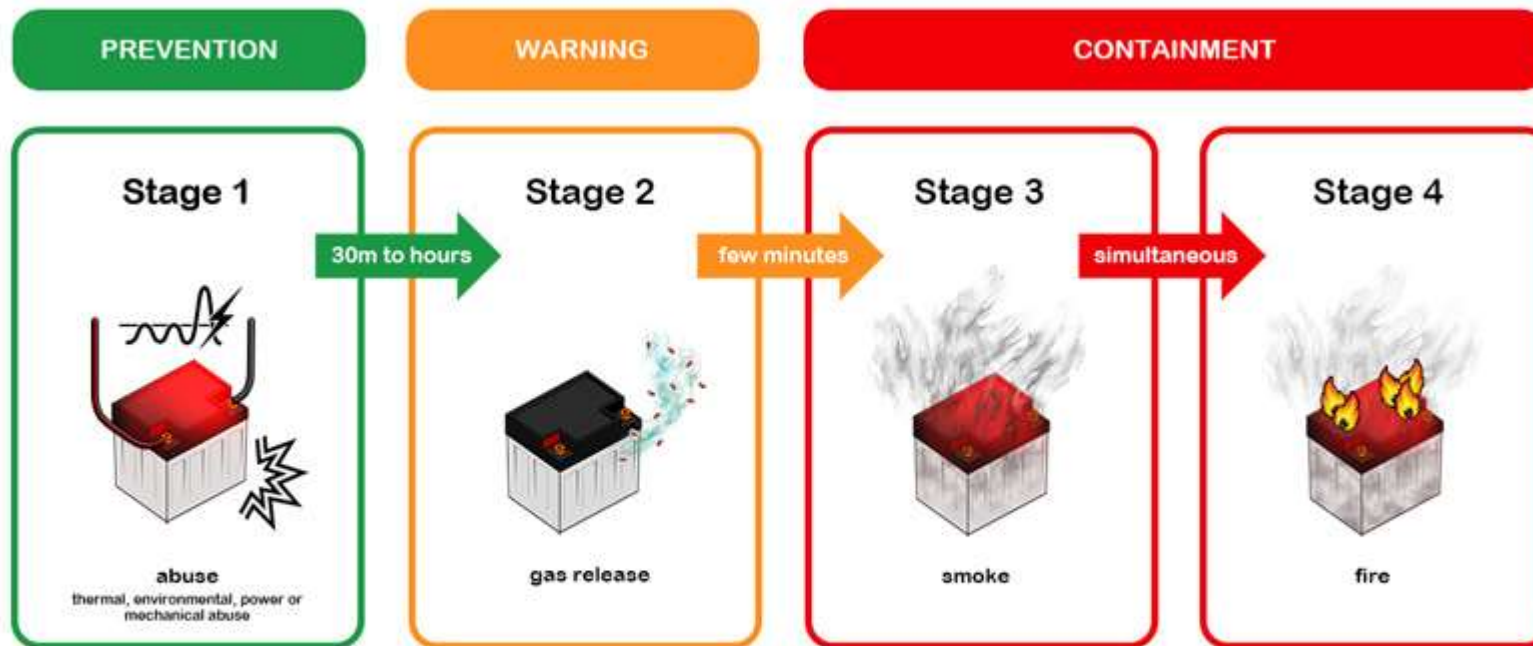 PREVENTION
WARNING
CONTAINMENT
Stage 1
Stage 2
Stage 3
Stage 4
30m to hours
few minutes
simultaneous
abuse
thermal, environmental, power or
mechanical abuse
gas release
smoke
fire